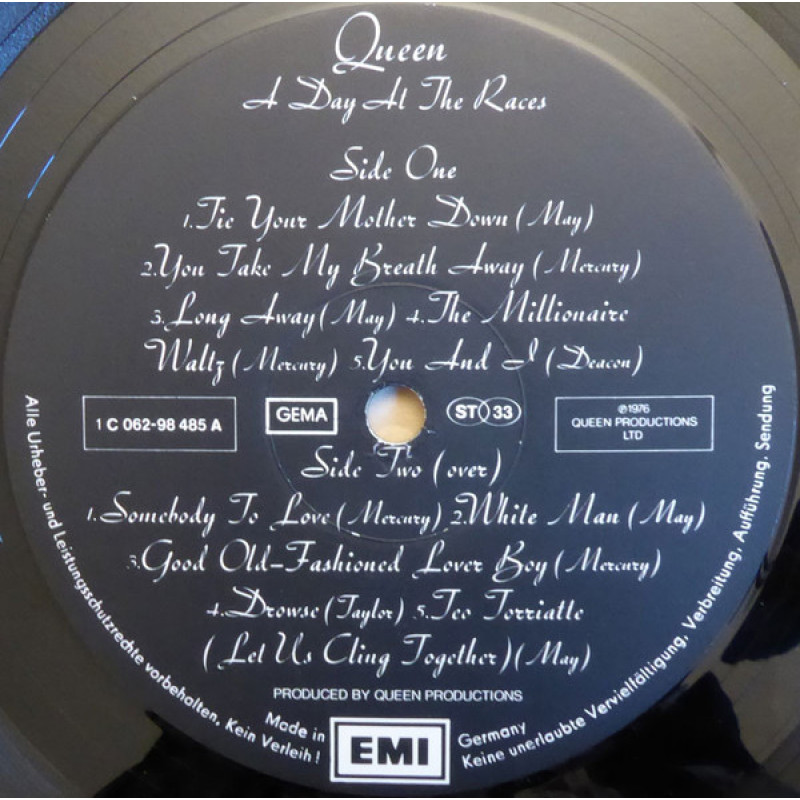 Queen
A Day At The Races
Side One
1. Tie Your Mother Down (May)
2. You Take My Breath Away (Mercury)
3. Long Away (May) 4. The Millionaire
Waltz (Mercury) 5. You And I (Deacon)
1 C 062-98 485 A
GEMA
ST 33
℗1976
QUEEN PRODUCTIONS
LTD
Side Two (over)
1. Somebody To Love (Mercury) 2. White Man (May)
3. Good Old-Fashioned Lover Boy (Mercury)
4. Drowse (Taylor) 5. Teo Torriatte
(Let Us Cling Together) (May)
PRODUCED BY QUEEN PRODUCTIONS
Alle Urheber- und Leistungsschutzrechte vorbehalten, Kein Verleih!
Keine unerlaubte Vervielfältigung, Verbreitung, Aufführung, Sendung
Made in
EMI
Germany